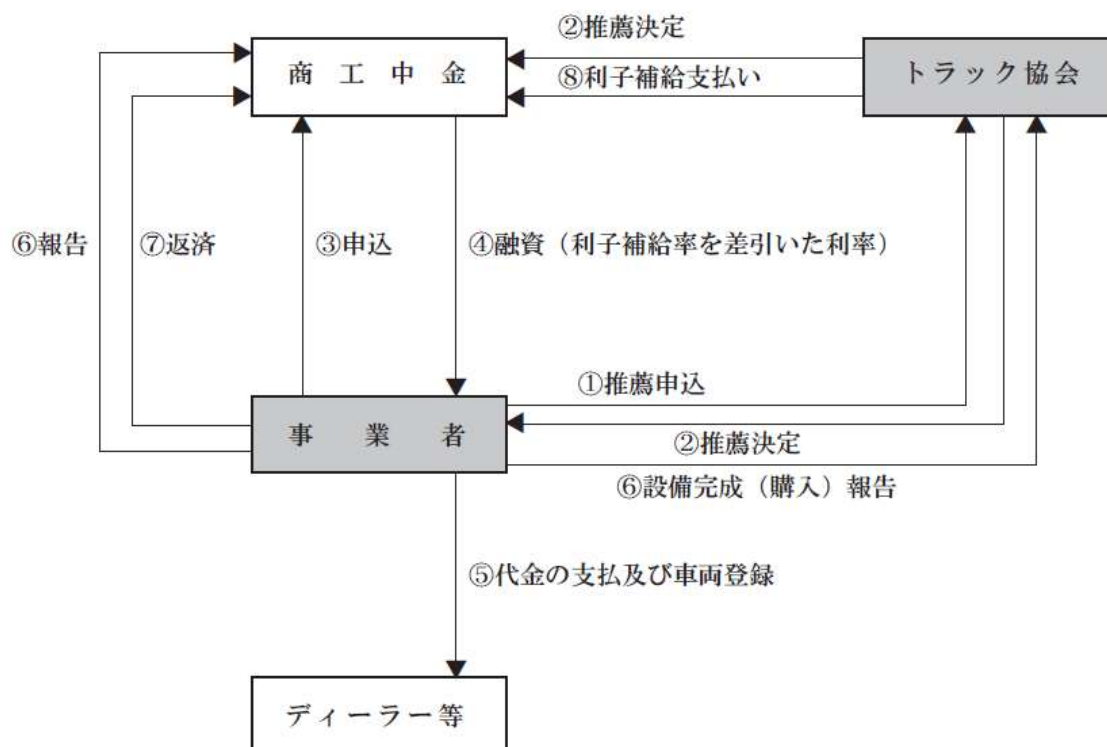 ②推薦決定
商工中金
⑧利子補給支払い
トラック協会
⑥報告
⑦返済
③申込
④融資（利子補給率を差引いた利率）
①推薦申込
事業者
②推薦決定
⑥設備完成（購入）報告
⑤代金の支払及び車両登録
ディーラー等